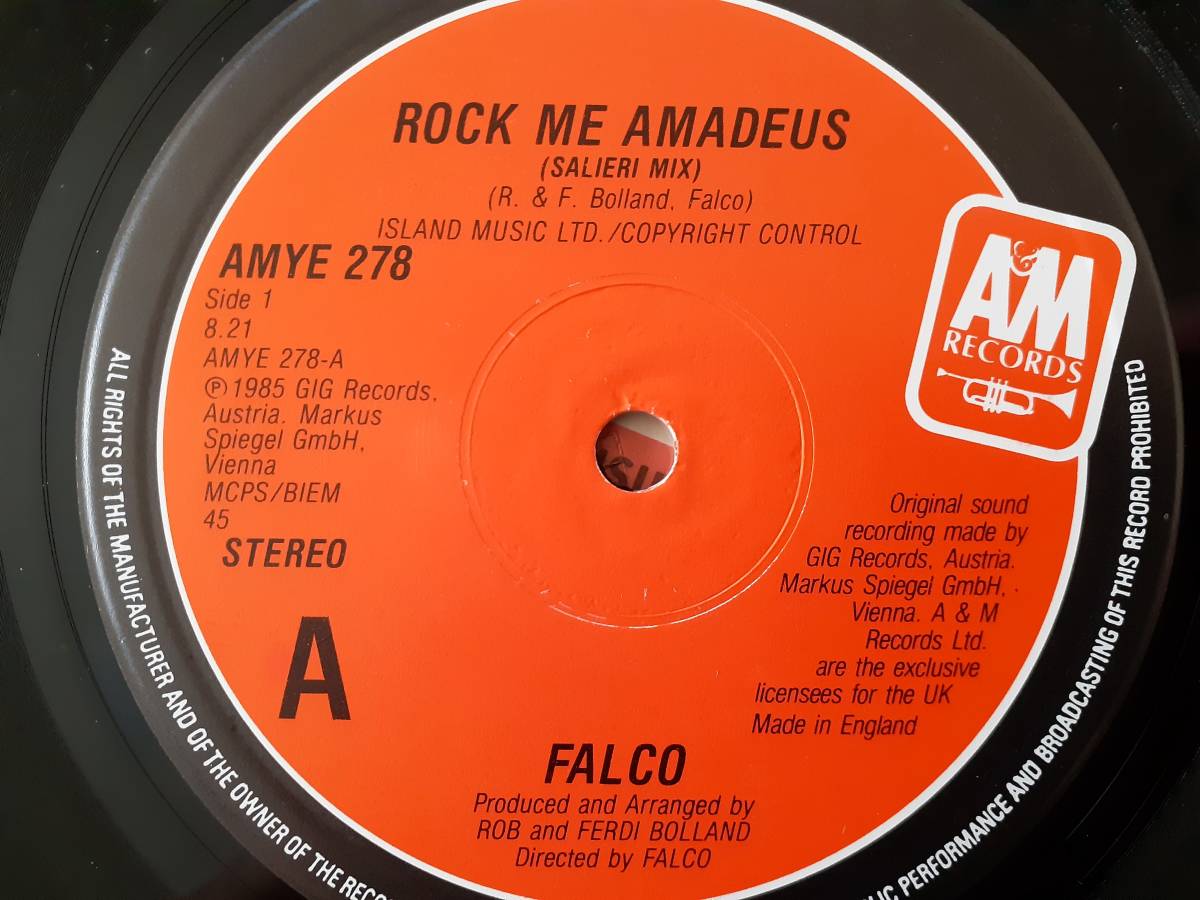 ROCK ME AMADEUS
(SALIERI MIX)
(R. & F. Bolland, Falco)
ISLAND MUSIC LTD./COPYRIGHT CONTROL
AMYE 278
Side 1
8.21
AMYE 278-A
Ⓟ 1985 GIG Records,
Austria. Markus
Spiegel GmbH,
Vienna
MCPS/BIEM
45
STEREO
A
A&M
RECORDS
Original sound
recording made by
GIG Records, Austria.
Markus Spiegel GmbH,
Vienna. A & M
Records Ltd.
are the exclusive
licensees for the UK
Made in England
FALCO
Produced and Arranged by
ROB and FERDI BOLLAND
Directed by FALCO
ALL RIGHTS OF THE MANUFACTURER AND OF THE OWNER OF THE
PERFORMANCE AND BROADCASTING OF THIS RECORD PROHIBITED